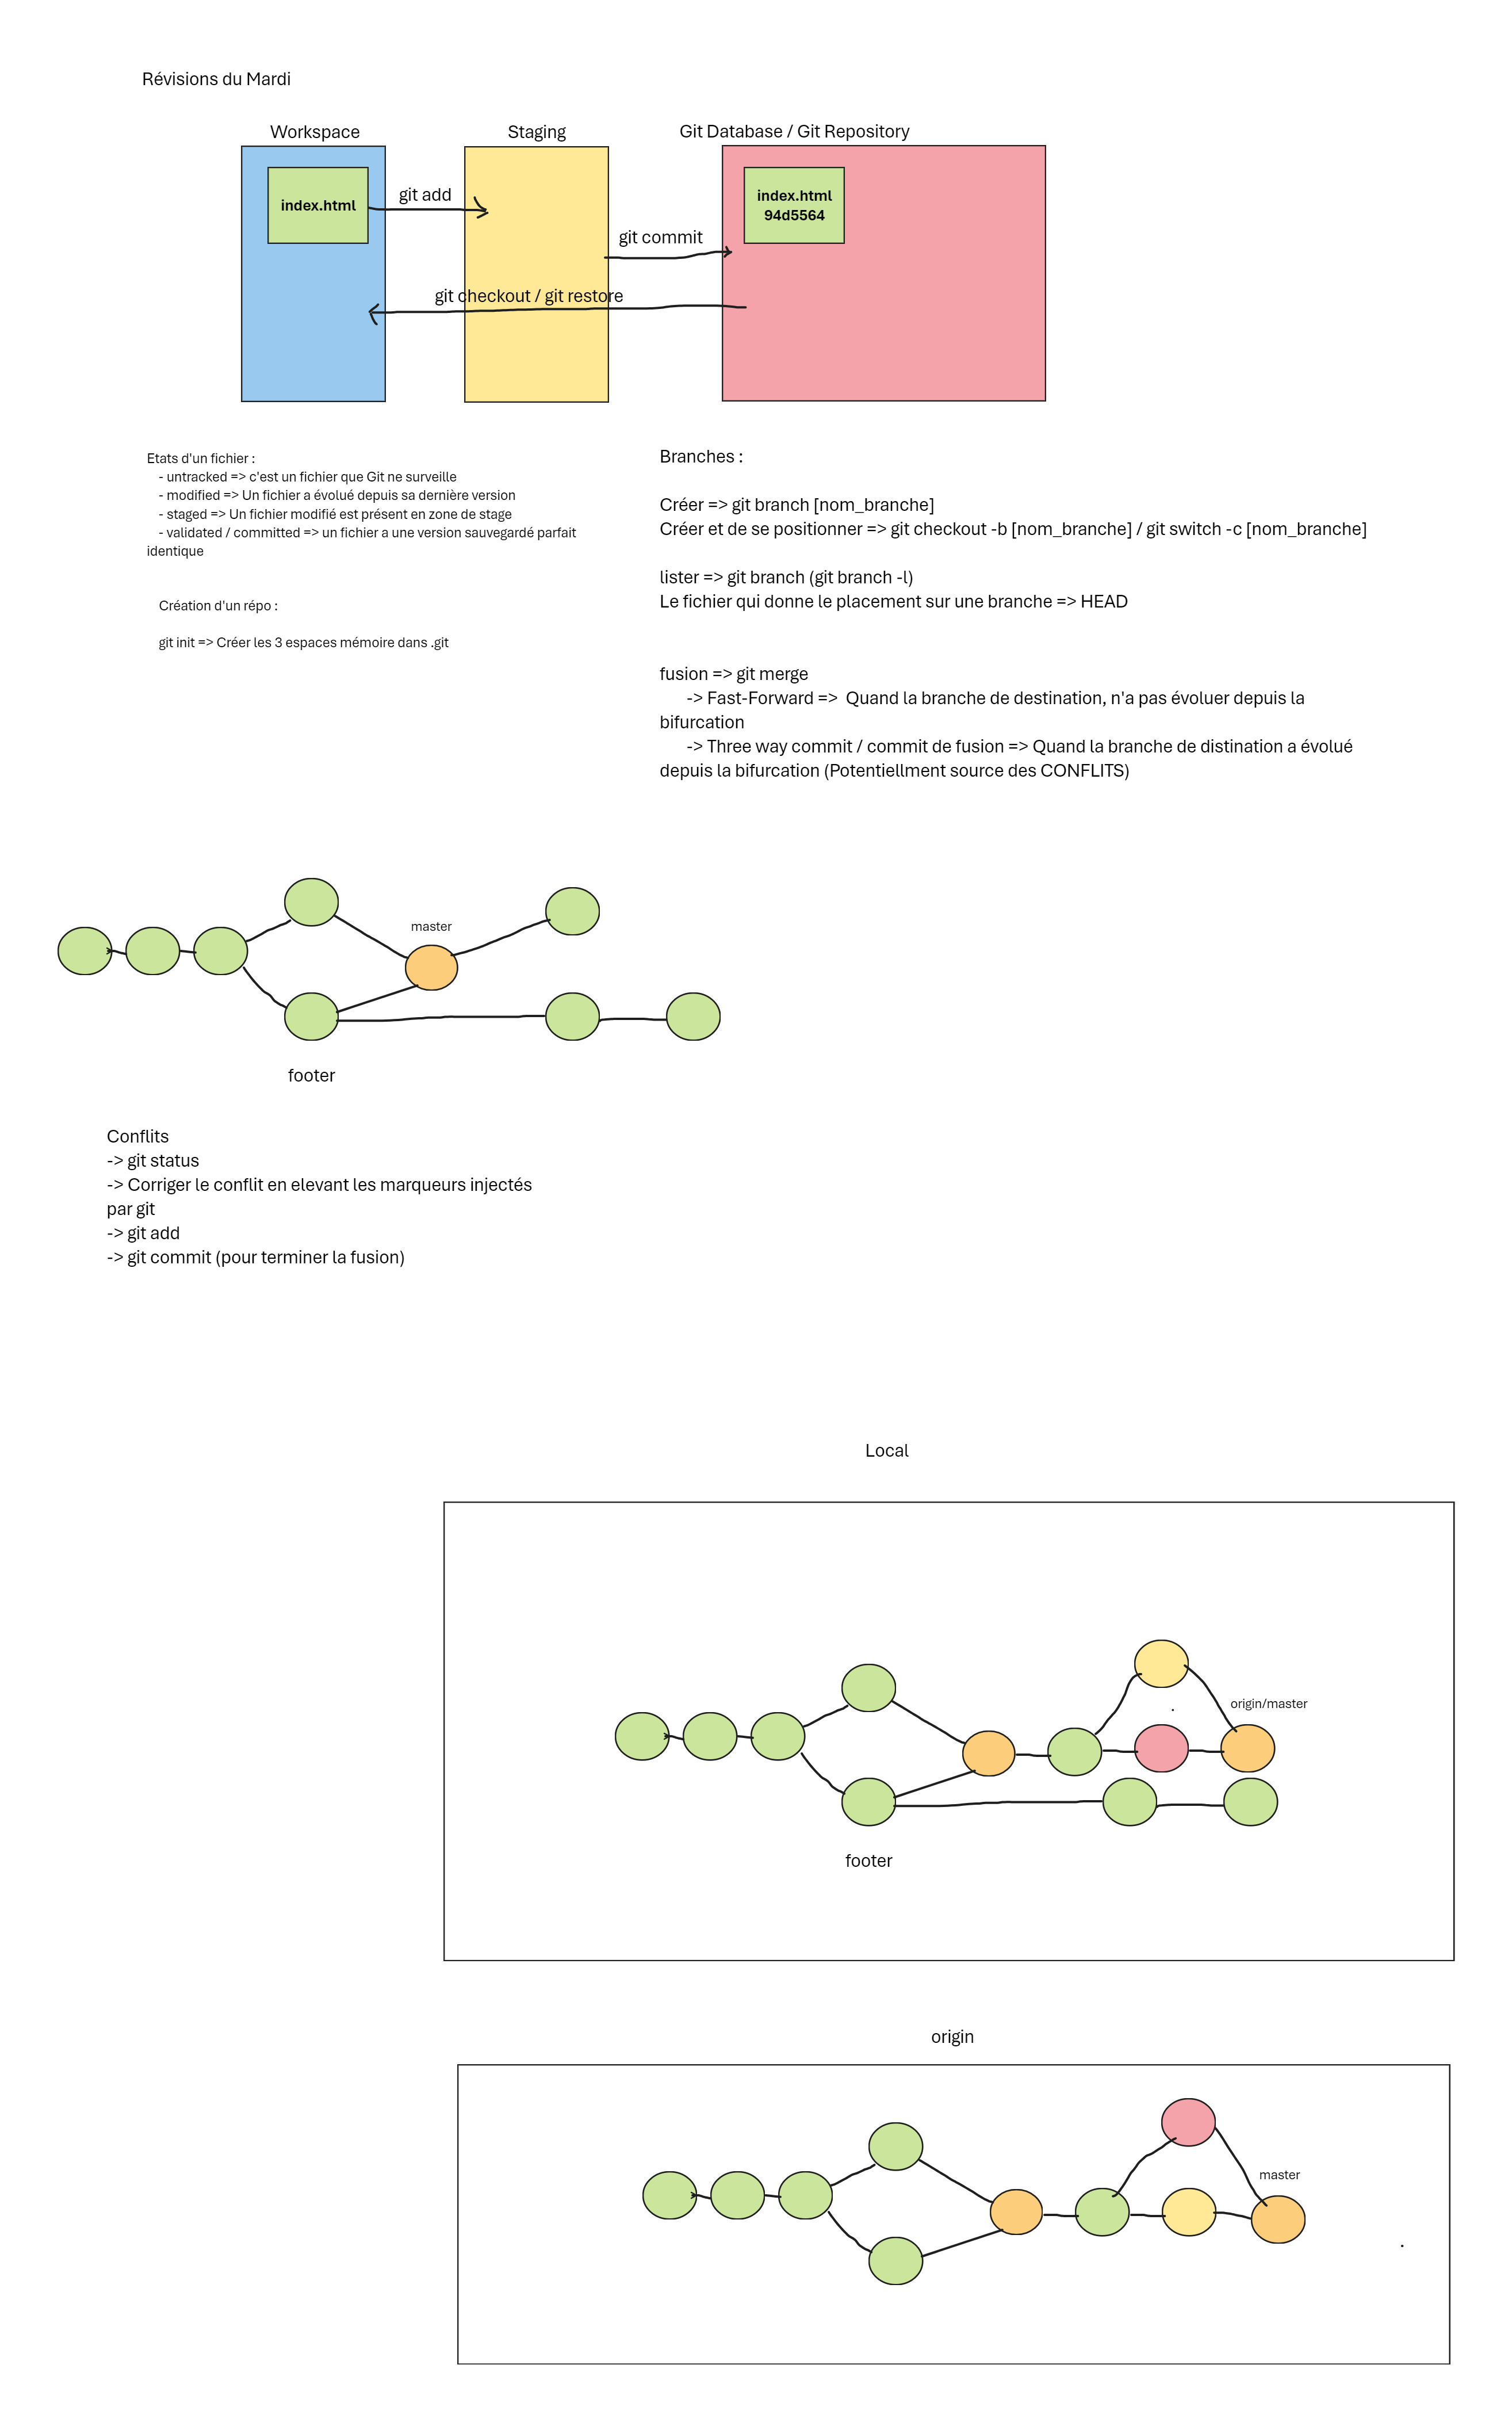 Révisions du Mardi
Workspace
Staging
Git Database / Git Repository
index.html
git add
index.html
94d5564
git commit
git checkout / git restore
Etats d'un fichier :
- untracked => c'est un fichier que Git ne surveille
- modified => Un fichier a évolué depuis sa dernière version
- staged => Un fichier modifié est présent en zone de stage
- validated / committed => un fichier a une version sauvegardé parfait
identique
Création d'un répo :
git init => Créer les 3 espaces mémoire dans .git
Branches :
Créer => git branch [nom_branche]
Créer et de se positionner => git checkout -b [nom_branche] / git switch -c [nom_branche]
lister => git branch (git branch -l)
Le fichier qui donne le placement sur une branche => HEAD
fusion => git merge
-> Fast-Forward => Quand la branche de destination, n'a pas évoluer depuis la
bifurcation
-> Three way commit / commit de fusion => Quand la branche de distination a évolué
depuis la bifurcation (Potentiellment source des CONFLITS)
master
footer
Conflits
-> git status
-> Corriger le conflit en elevant les marqueurs injectés
par git
-> git add
-> git commit (pour terminer la fusion)
Local
origin/master
footer
origin
master